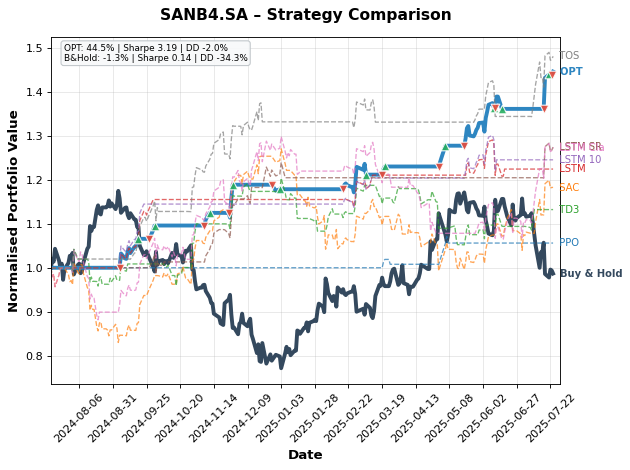 SANB4.SA – Strategy Comparison
OPT: 44.5% | Sharpe 3.19 | DD -2.0%
B&Hold: -1.3% | Sharpe 0.14 | DD -34.3%
Normalised Portfolio Value
1.5
1.4
1.3
1.2
1.1
1.0
0.9
0.8
TOS
OPT
LSTM 10
LSTM
SAC
TD3
PPO
Buy & Hold
2024-08-06
2024-08-31
2024-09-25
2024-10-20
2024-11-14
2024-12-09
2025-01-03
2025-01-28
2025-02-22
2025-03-19
2025-04-13
2025-05-08
2025-06-02
2025-06-27
2025-07-22
Date